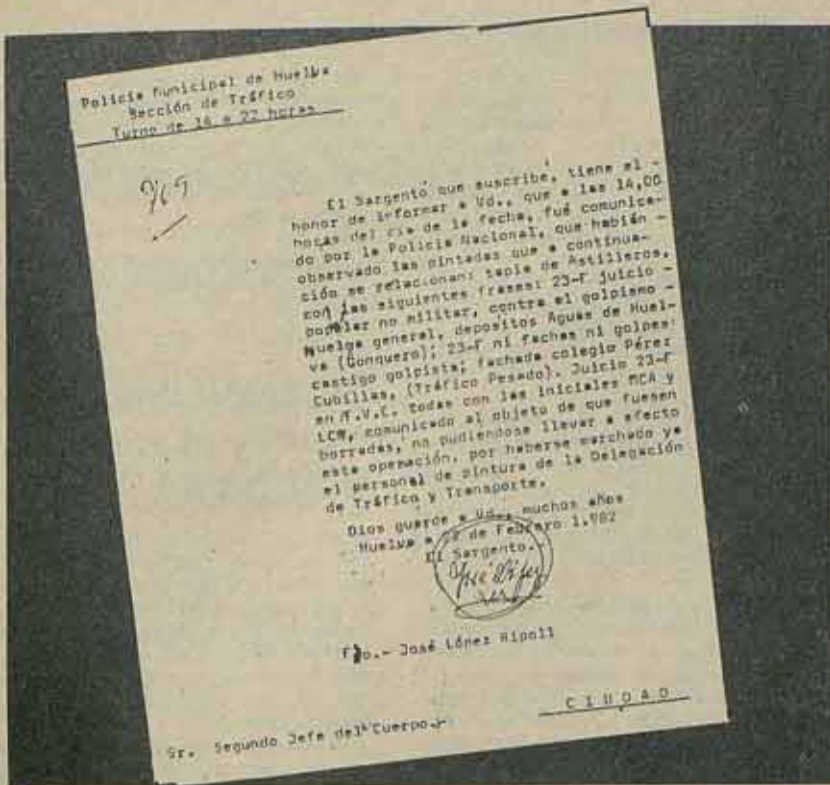 Policía Municipal de Huelva
Sección de Tráfico
Turno de 14 a 22 horas
El Sargento que suscribe, tiene el -
honor de informar a Vd., que a las 14,00
horas del día de la fecha, fué comunica-
do por la Policía Nacional, que habían -
observado las pintadas que a continua-
ción se relacionan: tapia de Astilleros,
con las siguientes frases: 23-F juicio -
popular no militar, contra el golpismo -
Huelga general, depositos Aguas de Huel-
va (Conquero); 23-F ni fachas ni golpes:
castigo golpista; fachada colegio Pérez
Cubillas, (Tráfico Pesado). Juicio 23-F
en T.V.E. todas con las iniciales MCA y
LCR, comunicado al objeto de que fuesen
borradas, no pudiendose llevar a efecto
esta operación, por haberse marchado ya
el personal de pintura de la Delegación
de Tráfico y Transporte.
Dios guarde a Vd., muchos años
Huelva a de Febrero 1.982
El Sargento.-
Fdo.- José López Ripoll
CIUDAD
Sr. Segundo Jefe del Cuerpo.-